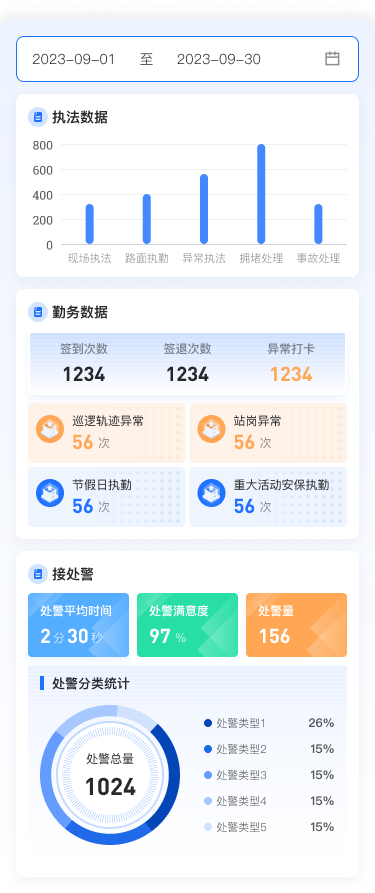 2023-09-01 至 2023-09-30
执法数据
800
600
400
200
0
现场执法 路面执勤 异常执法 拥堵处理 事故处理
勤务数据
签到次数 签退次数 异常打卡
1234 1234 1234
巡逻轨迹异常 站岗异常
56 次 56 次
节假日执勤 重大活动安保执勤
56 次 56 次
接处警
处警平均时间 处警满意度 处警量
2 分 30 秒 97 % 156
处警分类统计
处警总量
1024
处警类型1 26%
处警类型2 15%
处警类型3 15%
处警类型4 15%
处警类型5 15%